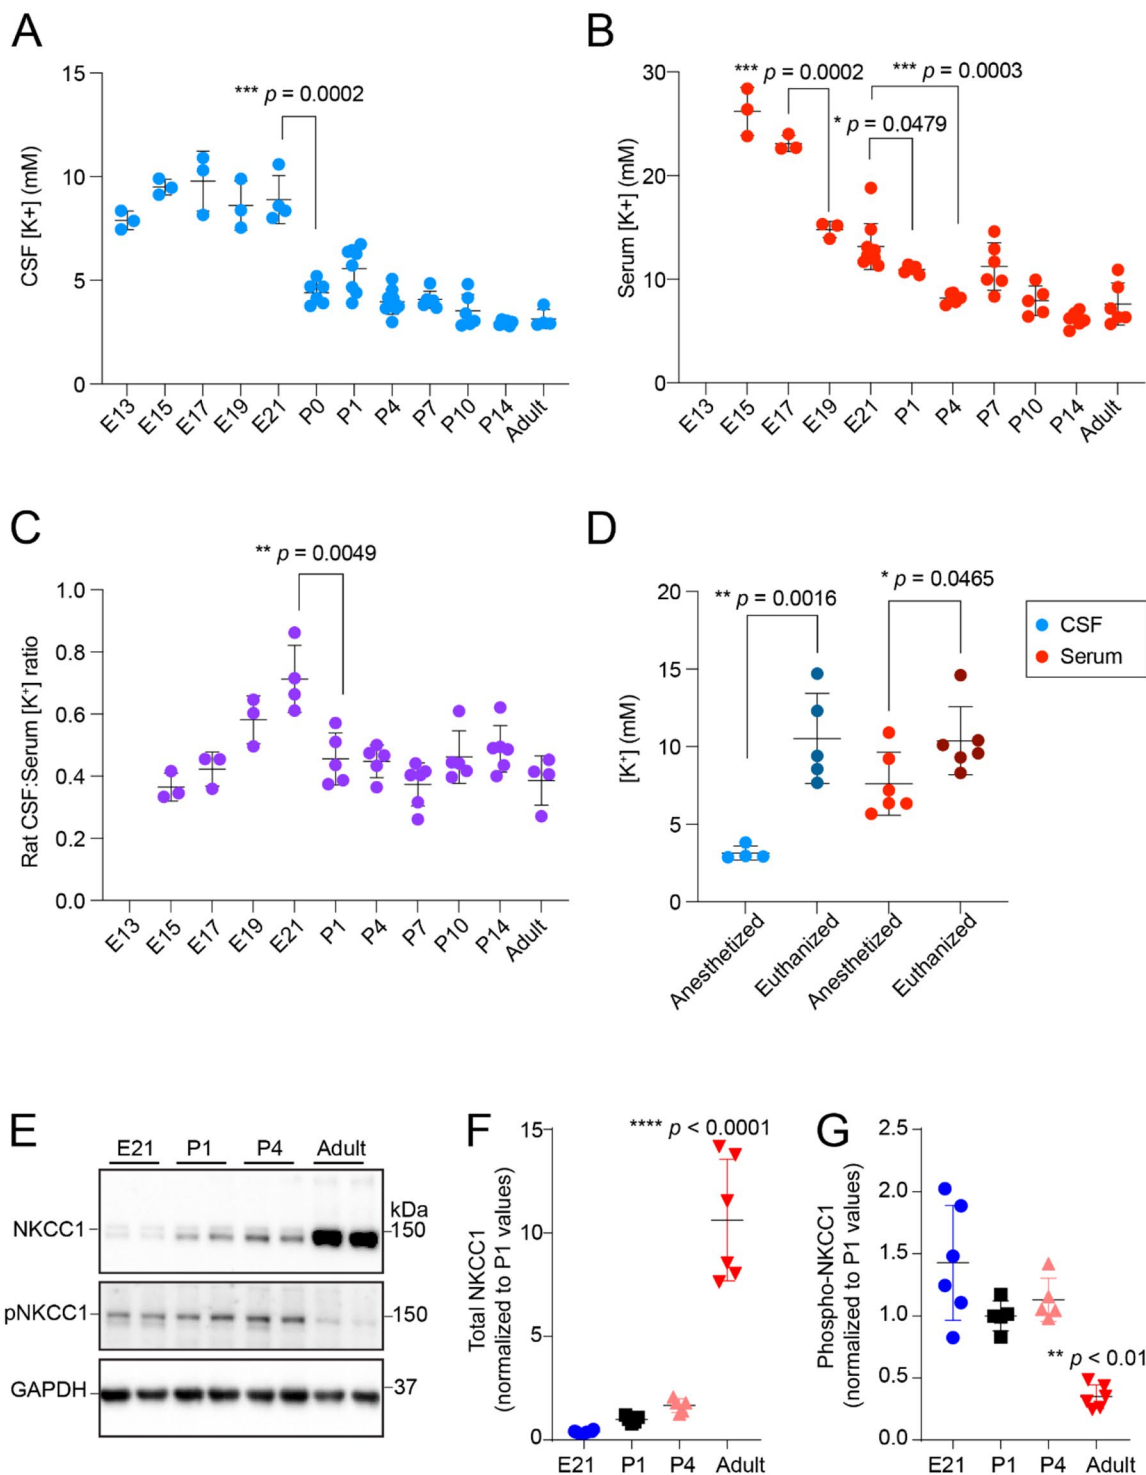 A
CSF [K+] (mM)
15
10
5
0
*** p = 0.0002
E13
E15
E17
E19
E21
P0
P1
P4
P7
P10
P14
Adult
B
Serum [K+] (mM)
30
20
10
0
*** p = 0.0002
*** p = 0.0003
* p = 0.0479
E13
E15
E17
E19
E21
P1
P4
P7
P10
P14
Adult
C
Rat CSF:Serum [K⁺] ratio
1.0
0.8
0.6
0.4
0.2
0.0
** p = 0.0049
E13
E15
E17
E19
E21
P1
P4
P7
P10
P14
Adult
D
[K⁺] (mM)
20
15
10
5
0
** p = 0.0016
* p = 0.0465
Anesthetized
Euthanized
Anesthetized
Euthanized
CSF
Serum
E
E21 P1 P4 Adult
kDa
NKCC1 150
pNKCC1 150
GAPDH 37
F
Total NKCC1
(normalized to P1 values)
15
10
5
0
**** p < 0.0001
E21 P1 P4 Adult
G
Phospho-NKCC1
(normalized to P1 values)
2.5
2.0
1.5
1.0
0.5
0.0
** p < 0.01
E21 P1 P4 Adult